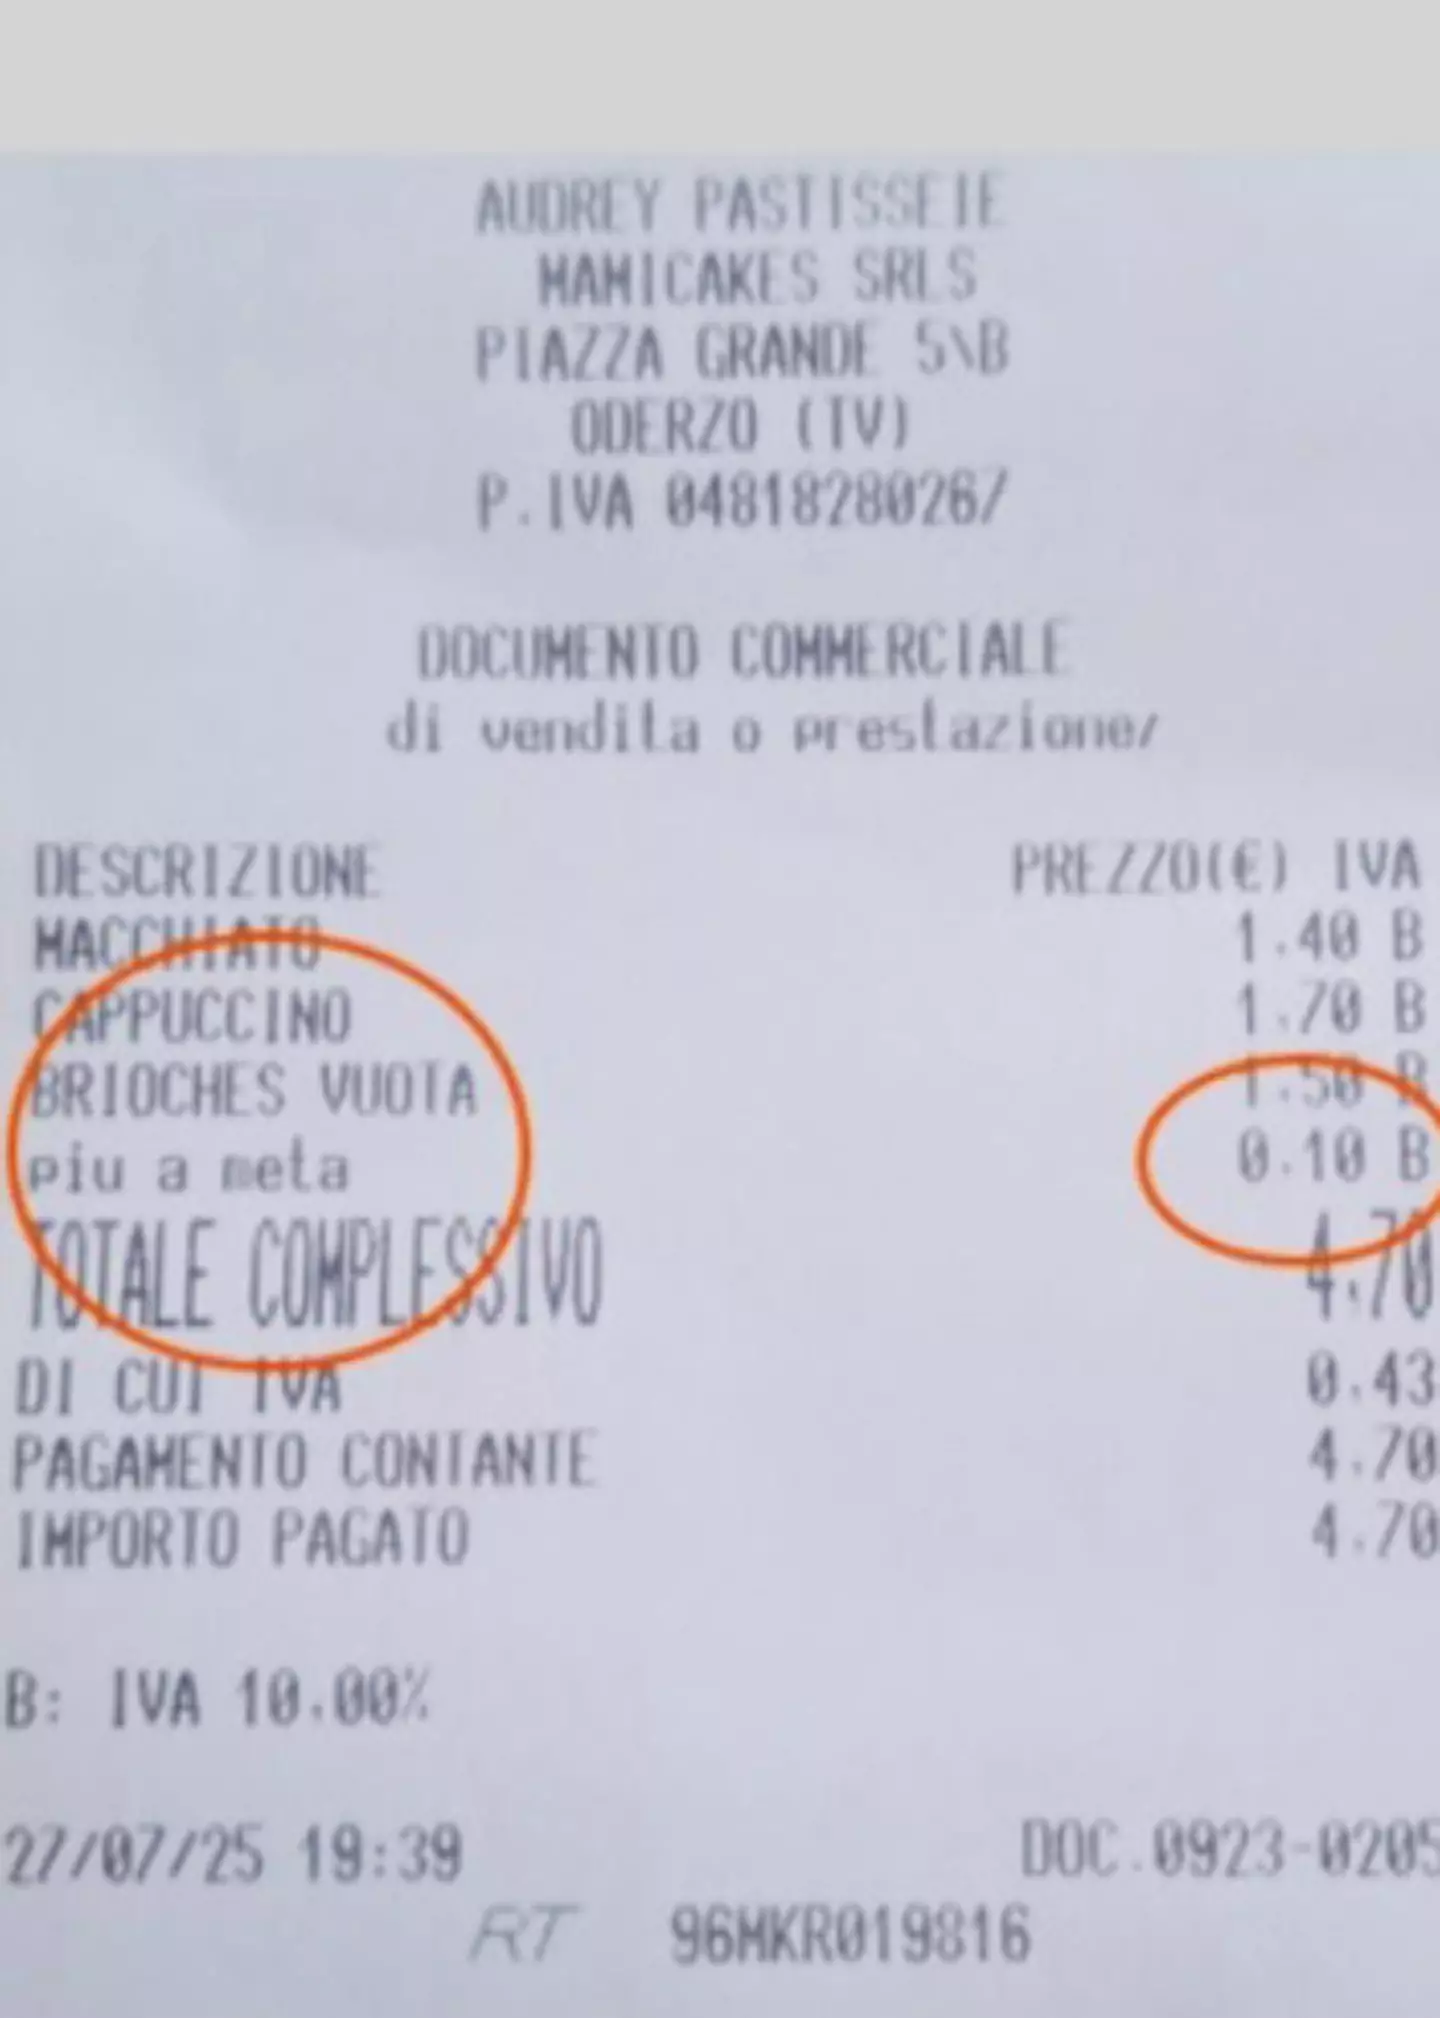 AUDREY PASTISSEIE
MAMICAKES SRLS
PIAZZA GRANDE 5\B
ODERZO (TV)
P.IVA 04818280267
DOCUMENTO COMMERCIALE
di vendita o prestazione
DESCRIZIONE PREZZO(€) IVA
MACCHIATO 1.40 B
CAPPUCCINO 1.70 B
BRIOCHES VUOTA 1.50 B
piu a meta 0.10 B
TOTALE COMPLESSIVO 4.70
DI CUI IVA 0.43
PAGAMENTO CONTANTE 4.70
IMPORTO PAGATO 4.70
B: IVA 10.00%
27/07/25 19:39 DOC.0923-0205
RT 96MKR019816